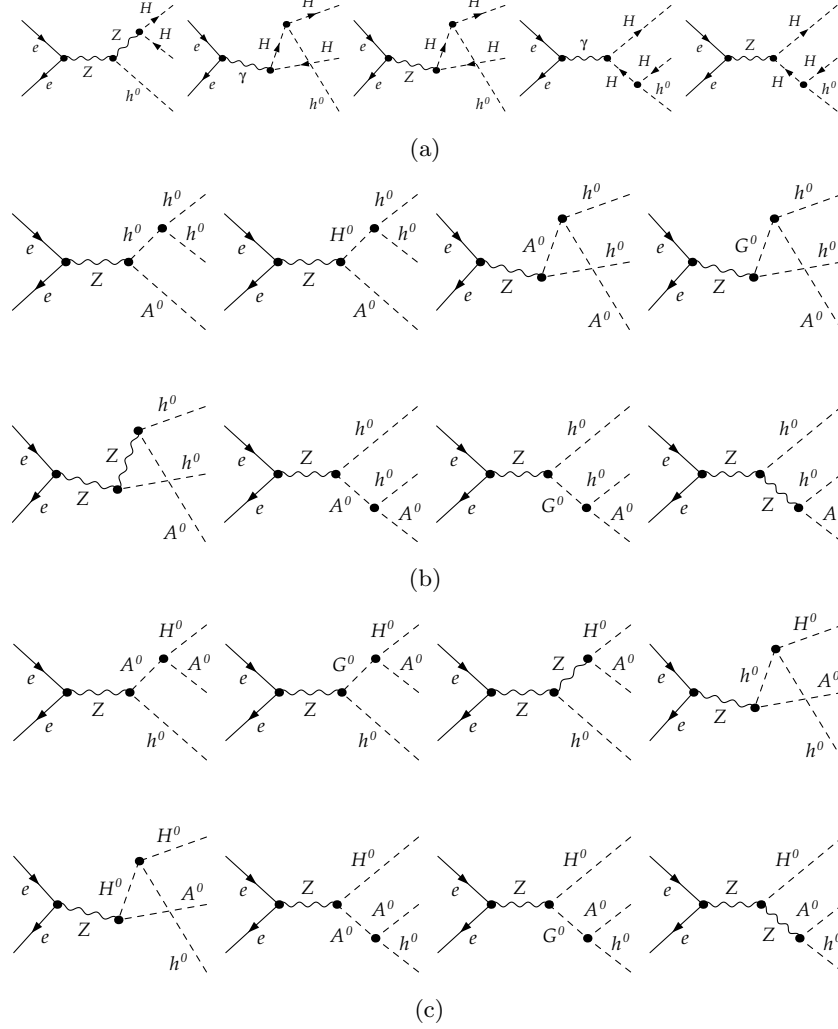 e e Z Z H H h⁰
e e γ H H H h⁰
e e Z H H H h⁰
e e γ H H H h⁰
e e Z H H H h⁰
(a)
e e Z h⁰ h⁰ h⁰ A⁰
e e Z H⁰ h⁰ h⁰ A⁰
e e Z A⁰ h⁰ h⁰ A⁰
e e Z G⁰ h⁰ h⁰ A⁰
e e Z Z h⁰ h⁰ A⁰
e e Z h⁰ A⁰ h⁰ A⁰
e e Z h⁰ G⁰ h⁰ A⁰
e e Z h⁰ Z h⁰ A
(b)
e e Z A⁰ H⁰ A⁰ h⁰
e e Z G⁰ H⁰ A⁰ h⁰
e e Z Z H⁰ A⁰ h⁰
e e Z h⁰ H⁰ A⁰ h⁰
e e Z H⁰ H⁰ A⁰ h⁰
e e Z H⁰ A⁰ A⁰ h⁰
e e Z H⁰ G⁰ A⁰ h⁰
e e Z H⁰ Z A⁰ h⁰
(c)